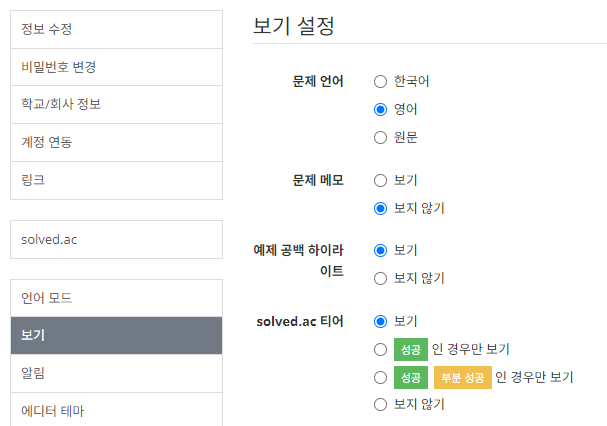 정보 수정
비밀번호 변경
학교/회사 정보
계정 연동
링크
solved.ac
언어 모드
보기
알림
에디터 테마
보기 설정
문제 언어
한국어
영어
원문
문제 메모
보기
보지 않기
예제 공백 하이라
이트
보기
보지 않기
solved.ac 티어
보기
성공 인 경우만 보기
성공 부분 성공 인 경우만 보기
보지 않기